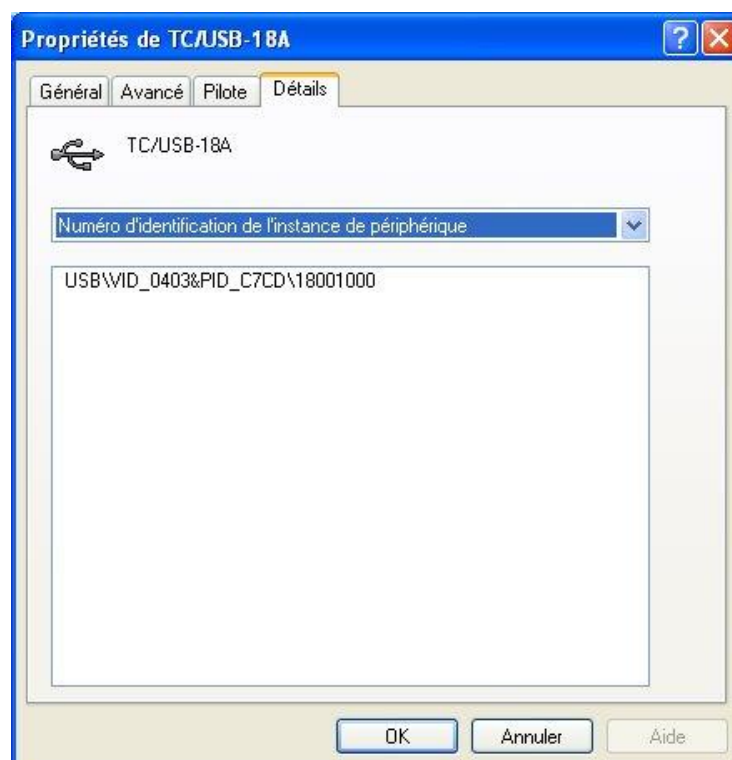 Propriétés de TC/USB-18A
Général Avancé Pilote Détails
TC/USB-18A
Numéro d'identification de l'instance de périphérique
USB\VID_0403&PID_C7CD\18001000
OK Annuler Aide